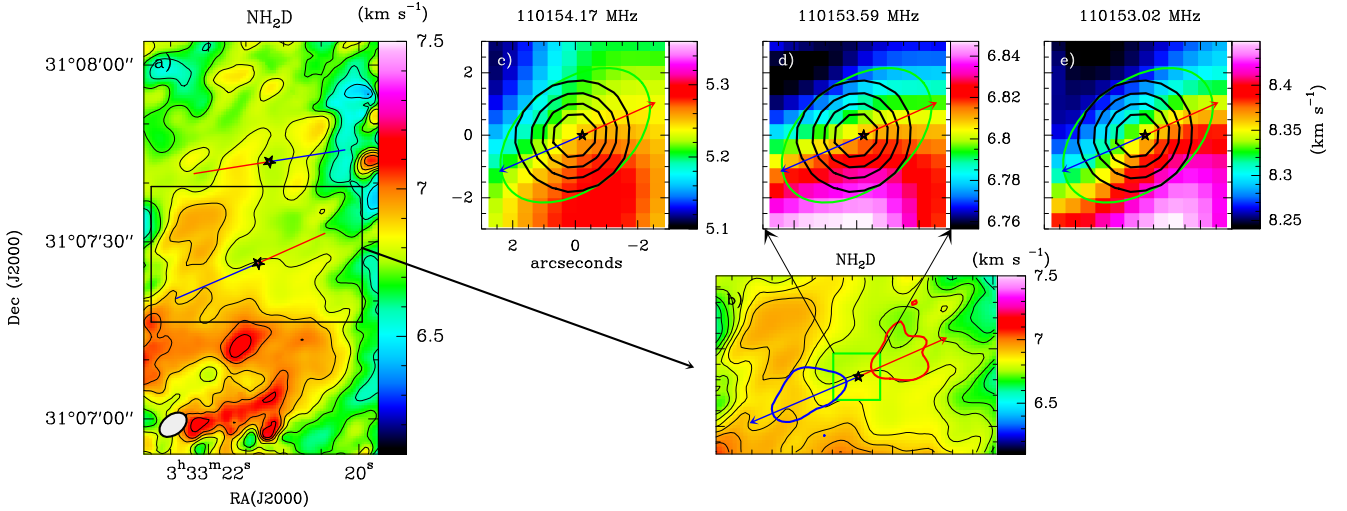 NH₂D
(km s⁻¹)
110154.17 MHz
110153.59 MHz
110153.02 MHz
31°08′00″
31°07′30″
31°07′00″
Dec (J2000)
a)
7.5
7
6.5
3ʰ33ᵐ22ˢ
20ˢ
RA(J2000)
c)
2
0
−2
2
0
−2
arcseconds
5.3
5.2
5.1
d)
6.84
6.82
6.8
6.78
6.76
e)
8.4
8.35
8.3
8.25
(km s⁻¹)
NH₂D
(km s⁻¹)
b)
7.5
7
6.5